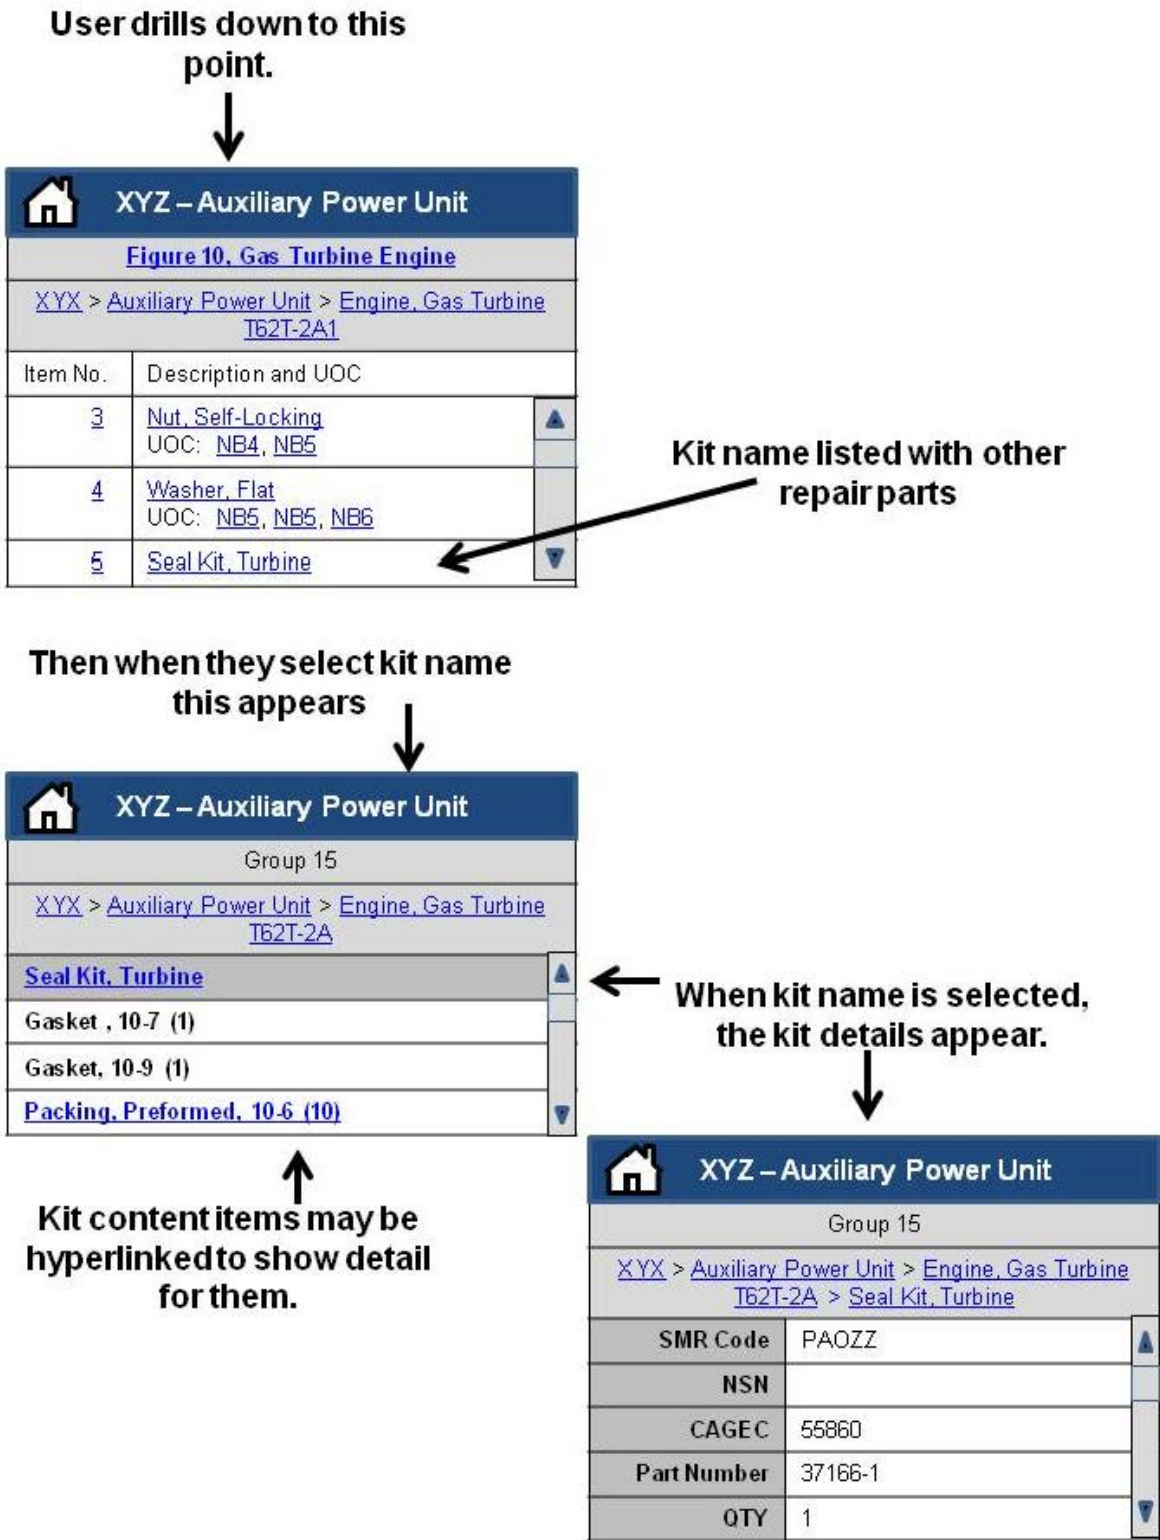 User drills down to this
point.
XYZ – Auxiliary Power Unit
Figure 10, Gas Turbine Engine
XYX > Auxiliary Power Unit > Engine, Gas Turbine
T62T-2A1
Item No. Description and UOC
3 Nut, Self-Locking
UOC: NB4, NB5
4 Washer, Flat
UOC: NB5, NB5, NB6
5 Seal Kit, Turbine
Kit name listed with other
repair parts
Then when they select kit name
this appears
XYZ – Auxiliary Power Unit
Group 15
XYX > Auxiliary Power Unit > Engine, Gas Turbine
T62T-2A
Seal Kit, Turbine
Gasket , 10-7 (1)
Gasket, 10-9 (1)
Packing, Preformed, 10-6 (10)
When kit name is selected,
the kit details appear.
Kit content items may be
hyperlinked to show detail
for them.
XYZ – Auxiliary Power Unit
Group 15
XYX > Auxiliary Power Unit > Engine, Gas Turbine
T62T-2A > Seal Kit, Turbine
SMR Code PAOZZ
NSN
CAGEC 55860
Part Number 37166-1
QTY 1